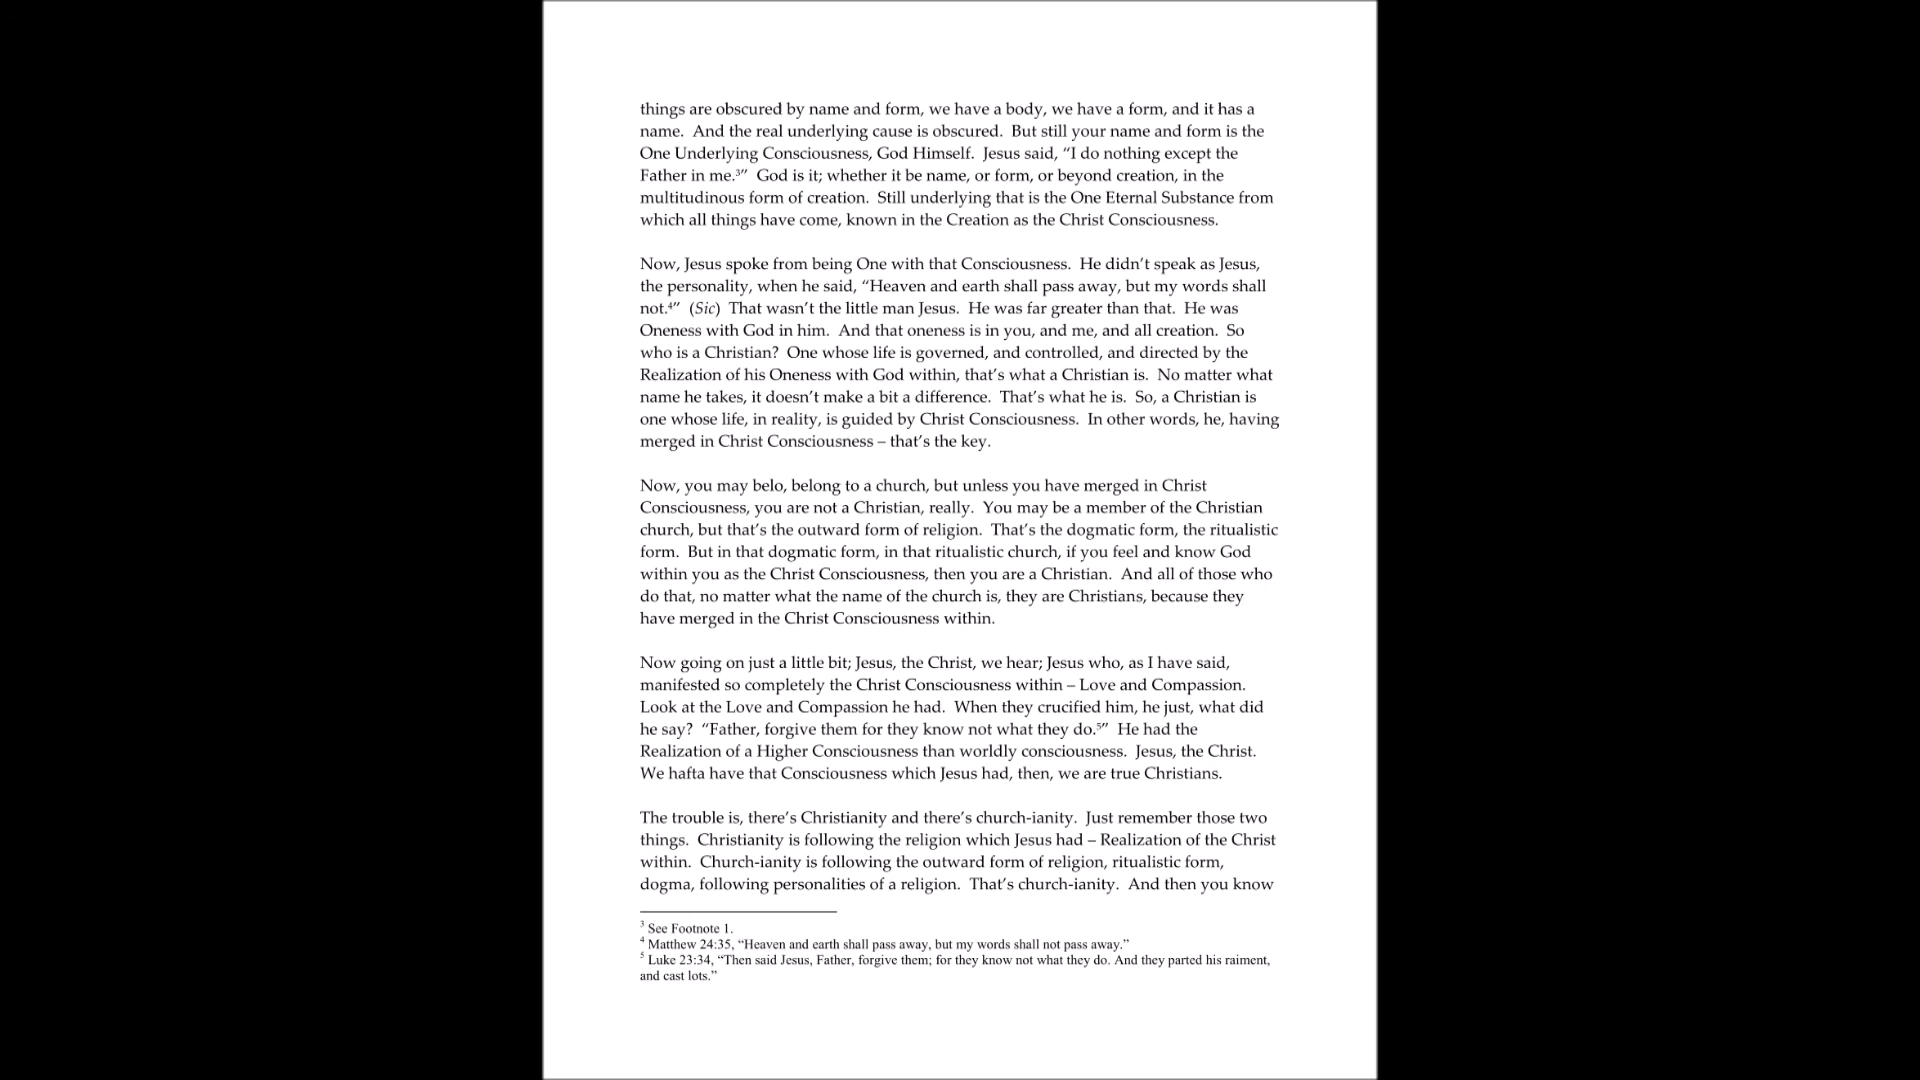 things are obscured by name and form, we have a body, we have a form, and it has a
name.  And the real underlying cause is obscured.  But still your name and form is the
One Underlying Consciousness, God Himself.  Jesus said, “I do nothing except the
Father in me.³”  God is it; whether it be name, or form, or beyond creation, in the
multitudinous form of creation.  Still underlying that is the One Eternal Substance from
which all things have come, known in the Creation as the Christ Consciousness.

Now, Jesus spoke from being One with that Consciousness.  He didn’t speak as Jesus,
the personality, when he said, “Heaven and earth shall pass away, but my words shall
not.⁴”  (Sic)  That wasn’t the little man Jesus.  He was far greater than that.  He was
Oneness with God in him.  And that oneness is in you, and me, and all creation.  So
who is a Christian?  One whose life is governed, and controlled, and directed by the
Realization of his Oneness with God within, that’s what a Christian is.  No matter what
name he takes, it doesn’t make a bit a difference.  That’s what he is.  So, a Christian is
one whose life, in reality, is guided by Christ Consciousness.  In other words, he, having
merged in Christ Consciousness – that’s the key.

Now, you may belo, belong to a church, but unless you have merged in Christ
Consciousness, you are not a Christian, really.  You may be a member of the Christian
church, but that’s the outward form of religion.  That’s the dogmatic form, the ritualistic
form.  But in that dogmatic form, in that ritualistic church, if you feel and know God
within you as the Christ Consciousness, then you are a Christian.  And all of those who
do that, no matter what the name of the church is, they are Christians, because they
have merged in the Christ Consciousness within.

Now going on just a little bit; Jesus, the Christ, we hear; Jesus who, as I have said,
manifested so completely the Christ Consciousness within – Love and Compassion.
Look at the Love and Compassion he had.  When they crucified him, he just, what did
he say?  “Father, forgive them for they know not what they do.⁵”  He had the
Realization of a Higher Consciousness than worldly consciousness.  Jesus, the Christ.
We hafta have that Consciousness which Jesus had, then, we are true Christians.

The trouble is, there’s Christianity and there’s church-ianity.  Just remember those two
things.  Christianity is following the religion which Jesus had – Realization of the Christ
within.  Church-ianity is following the outward form of religion, ritualistic form,
dogma, following personalities of a religion.  That’s church-ianity.  And then you know

³ See Footnote 1.
⁴ Matthew 24:35, “Heaven and earth shall pass away, but my words shall not pass away.”
⁵ Luke 23:34, “Then said Jesus, Father, forgive them; for they know not what they do. And they parted his raiment,
and cast lots.”